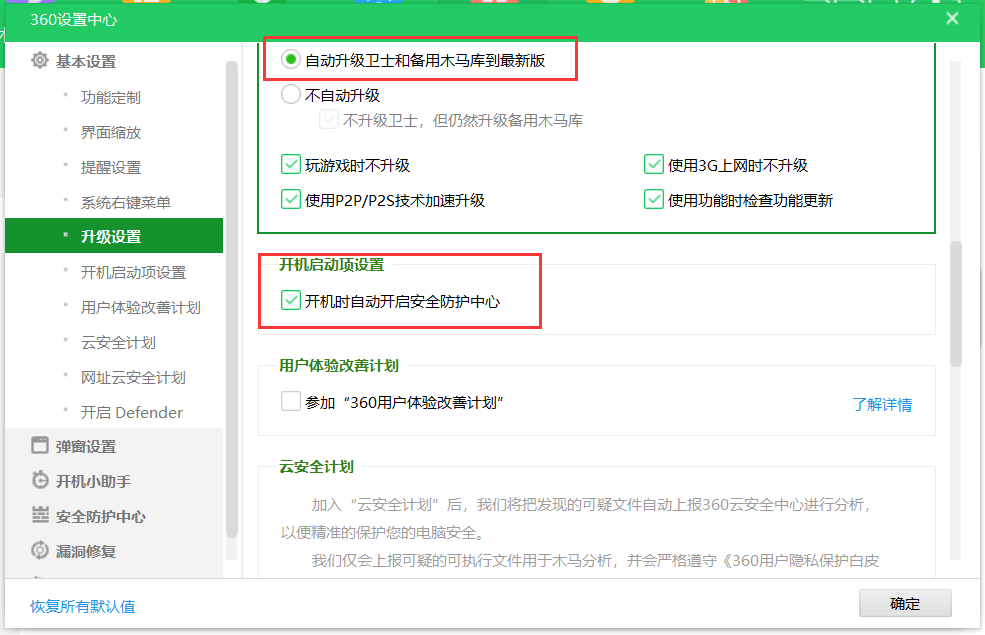 360设置中心
基本设置
功能定制
界面缩放
提醒设置
系统右键菜单
升级设置
开机启动项设置
用户体验改善计划
云安全计划
网址云安全计划
开启 Defender
弹窗设置
开机小助手
安全防护中心
漏洞修复
自动升级卫士和备用木马库到最新版
不自动升级
不升级卫士，但仍然升级备用木马库
玩游戏时不升级
使用3G上网时不升级
使用P2P/P2S技术加速升级
使用功能时检查功能更新
开机启动项设置
开机时自动开启安全防护中心
用户体验改善计划
参加“360用户体验改善计划”
了解详情
云安全计划
加入“云安全计划”后，我们将把发现的可疑文件自动上报360云安全中心进行分析，
以便精准的保护您的电脑安全。
我们仅会上报可疑的可执行文件用于木马分析，并会严格遵守《360用户隐私保护白皮
恢复所有默认值
确定